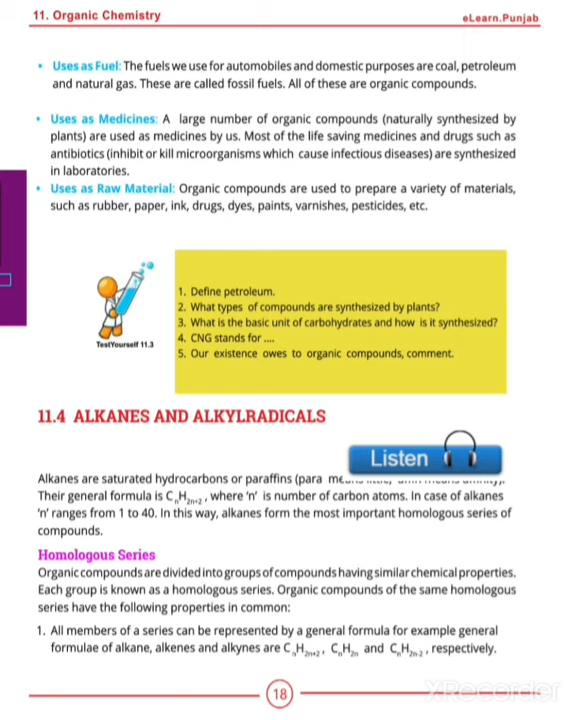 11. Organic Chemistry
eLearn.Punjab
• Uses as Fuel: The fuels we use for automobiles and domestic purposes are coal, petroleum
and natural gas. These are called fossil fuels. All of these are organic compounds.
• Uses as Medicines: A large number of organic compounds (naturally synthesized by
plants) are used as medicines by us. Most of the life saving medicines and drugs such as
antibiotics (inhibit or kill microorganisms which cause infectious diseases) are synthesized
in laboratories.
• Uses as Raw Material: Organic compounds are used to prepare a variety of materials,
such as rubber, paper, ink, drugs, dyes, paints, varnishes, pesticides, etc.
TestYourself 11.3
1. Define petroleum.
2. What types of compounds are synthesized by plants?
3. What is the basic unit of carbohydrates and how is it synthesized?
4. CNG stands for ....
5. Our existence owes to organic compounds, comment.
11.4 ALKANES AND ALKYLRADICALS
Listen
Alkanes are saturated hydrocarbons or paraffins (para
Their general formula is CₙH₂ₙ₊₂, where 'n' is number of carbon atoms. In case of alkanes
'n' ranges from 1 to 40. In this way, alkanes form the most important homologous series of
compounds.
Homologous Series
Organic compounds are divided into groups of compounds having similar chemical properties.
Each group is known as a homologous series. Organic compounds of the same homologous
series have the following properties in common:
1. All members of a series can be represented by a general formula for example general
formulae of alkane, alkenes and alkynes are CₙH₂ₙ₊₂, CₙH₂ₙ and CₙH₂ₙ₋₂, respectively.
18
XRecorder